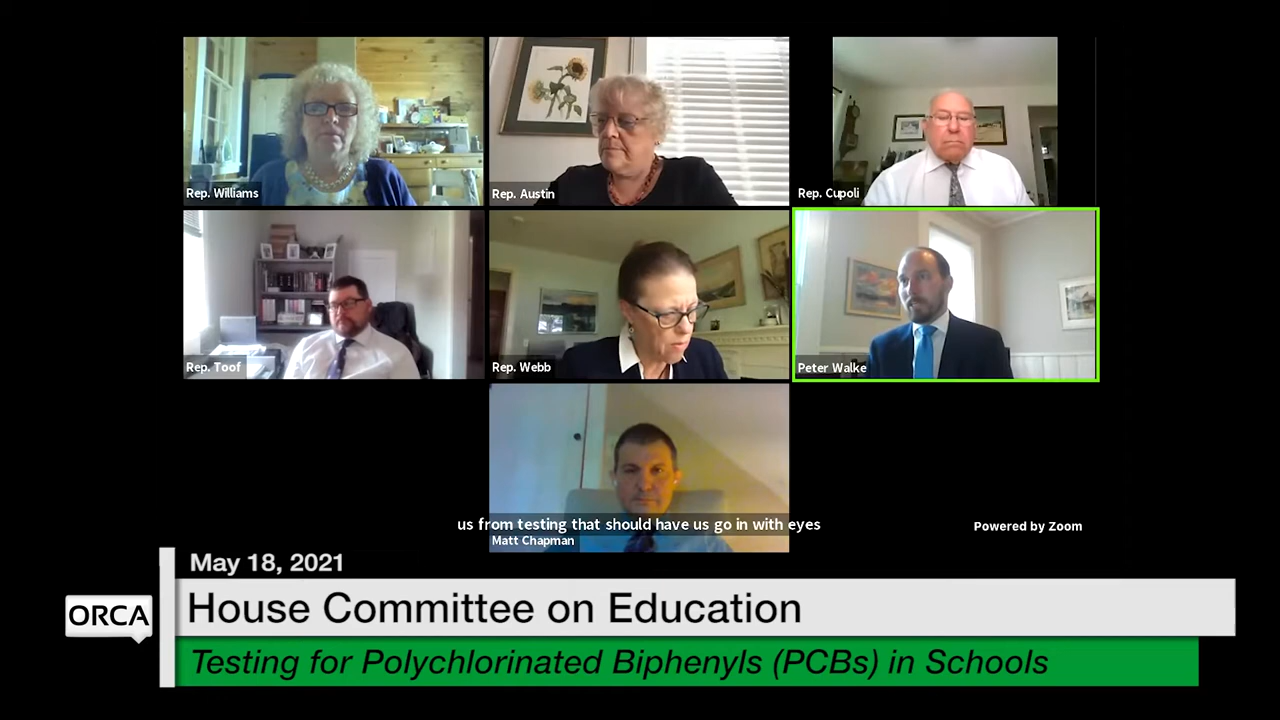 Rep. Williams
Rep. Austin
Rep. Cupoli
Rep. Toof
Rep. Webb
Peter Walke
us from testing that should have us go in with eyes
Matt Chapman
Powered by Zoom
May 18, 2021
ORCA
House Committee on Education
Testing for Polychlorinated Biphenyls (PCBs) in Schools